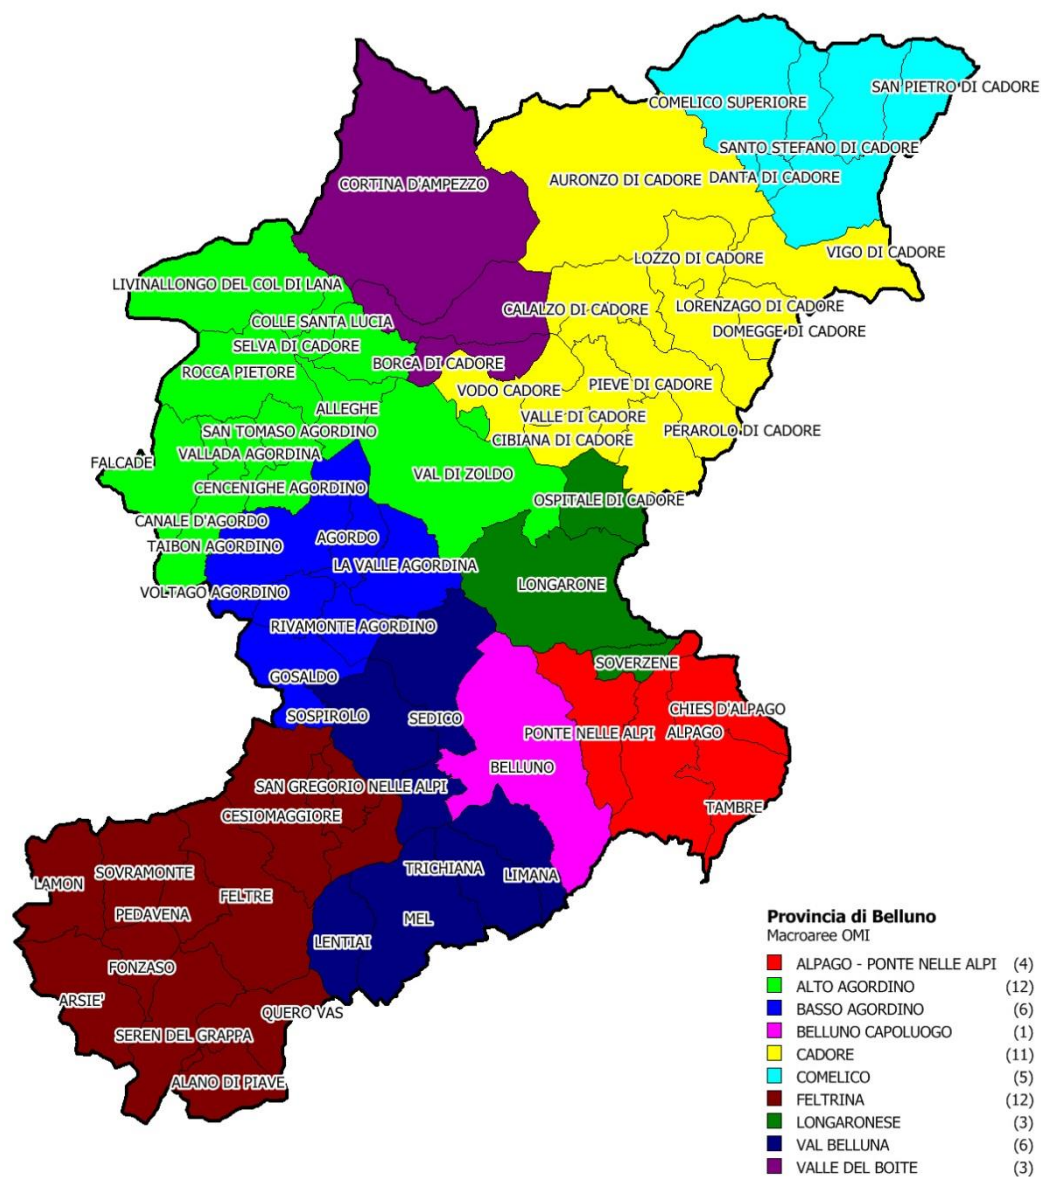 SAN PIETRO DI CADORE
COMELICO SUPERIORE
SANTO STEFANO DI CADORE
DANTA DI CADORE
AURONZO DI CADORE
CORTINA D'AMPEZZO
VIGO DI CADORE
LOZZO DI CADORE
LIVINALLONGO DEL COL DI LANA
CALALZO DI CADORE
LORENZAGO DI CADORE
COLLE SANTA LUCIA
DOMEGGE DI CADORE
SELVA DI CADORE
BORCA DI CADORE
ROCCA PIETORE
VODO CADORE
PIEVE DI CADORE
ALLEGHE
VALLE DI CADORE
SAN TOMASO AGORDINO
PERAROLO DI CADORE
CIBIANA DI CADORE
VALLADA AGORDINA
FALCADE
VAL DI ZOLDO
CENCENIGHE AGORDINO
OSPITALE DI CADORE
CANALE D'AGORDO
AGORDO
TAIBON AGORDINO
LA VALLE AGORDINA
LONGARONE
VOLTAGO AGORDINO
RIVAMONTE AGORDINO
SOVERZENE
GOSALDO
CHIES D'ALPAGO
SOSPIROLO
SEDICO
PONTE NELLE ALPI
ALPAGO
BELLUNO
SAN GREGORIO NELLE ALPI
TAMBRE
CESIOMAGGIORE
TRICHIANA
LIMANA
SOVRAMONTE
LAMON
FELTRE
PEDAVENA
MEL
LENTIAI
FONZASO
ARSIE'
QUERO VAS
SEREN DEL GRAPPA
ALANO DI PIAVE
Provincia di Belluno
Macroaree OMI
ALPAGO - PONTE NELLE ALPI (4)
ALTO AGORDINO (12)
BASSO AGORDINO (6)
BELLUNO CAPOLUOGO (1)
CADORE (11)
COMELICO (5)
FELTRINA (12)
LONGARONESE (3)
VAL BELLUNA (6)
VALLE DEL BOITE (3)